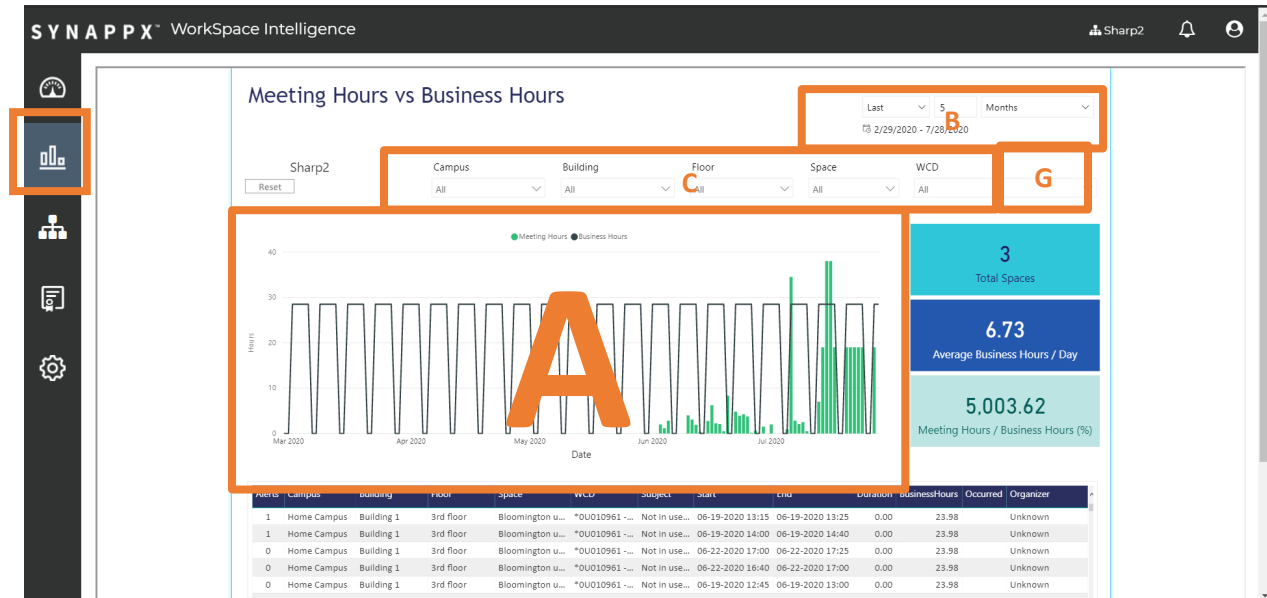 SYNAPPX™ WorkSpace Intelligence
Sharp2
Meeting Hours vs Business Hours
Last 5 Months
B
2/29/2020 - 7/28/2020
Sharp2
Campus Building Floor Space WCD
Reset
All All All All All
C
G
Meeting Hours Business Hours
40
30
20
10
0
Hours
A
Mar 2020 Apr 2020 May 2020 Jun 2020 Jul 2020
Date
3
Total Spaces
6.73
Average Business Hours / Day
5,003.62
Meeting Hours / Business Hours (%)
Alerts Campus Building Floor Space WCD Subject Start End Duration BusinessHours Occurred Organizer
1 Home Campus Building 1 3rd floor Bloomington u... *0U010961 -... Not in use... 06-19-2020 13:15 06-19-2020 13:25 0.00 23.98 Unknown
1 Home Campus Building 1 3rd floor Bloomington u... *0U010961 -... Not in use... 06-19-2020 14:00 06-19-2020 14:40 0.00 23.98 Unknown
0 Home Campus Building 1 3rd floor Bloomington u... *0U010961 -... Not in use... 06-22-2020 17:00 06-22-2020 17:25 0.00 23.98 Unknown
0 Home Campus Building 1 3rd floor Bloomington u... *0U010961 -... Not in use... 06-22-2020 16:40 06-22-2020 17:00 0.00 23.98 Unknown
0 Home Campus Building 1 3rd floor Bloomington u... *0U010961 -... Not in use... 06-19-2020 12:45 06-19-2020 13:00 0.00 23.98 Unknown